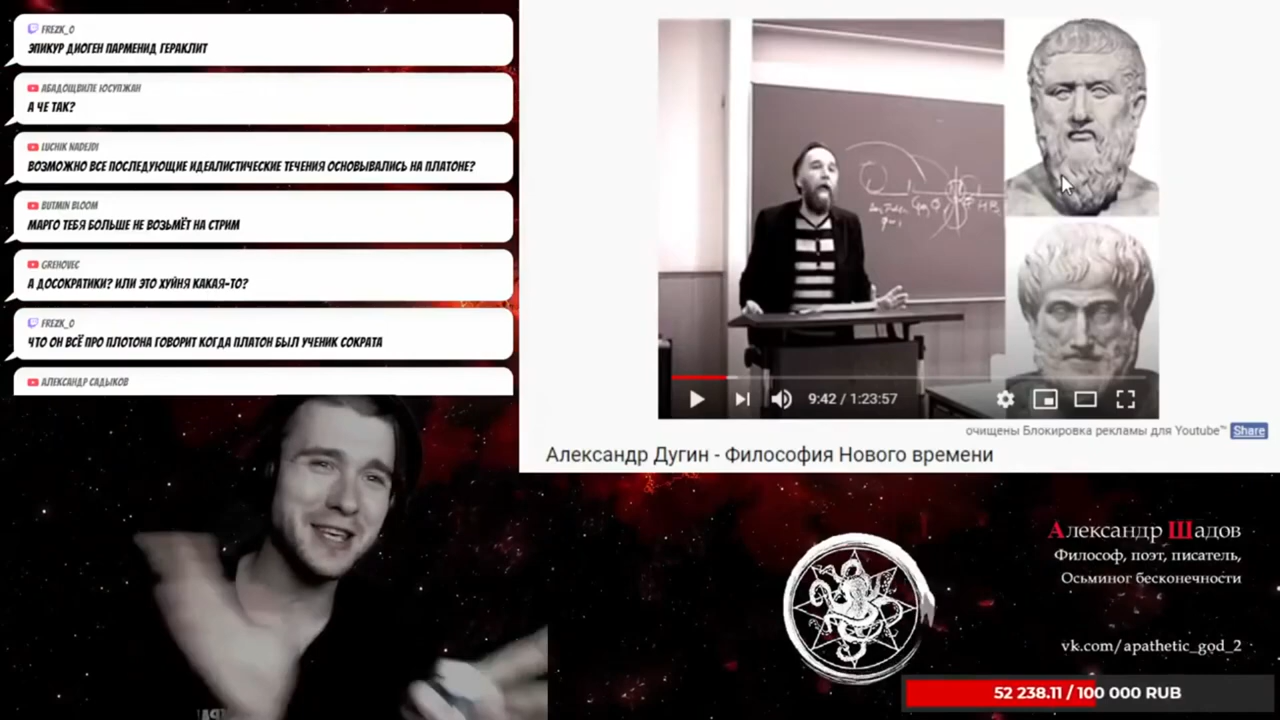 FREZK_O
ЭПИКУР ДИОГЕН ПАРМЕНИД ГЕРАКЛИТ
АБАДОЩВИЛЕ ЮСУПЖАН
А ЧЕ ТАК?
LUCHIK NADEJDI
ВОЗМОЖНО ВСЕ ПОСЛЕДУЮЩИЕ ИДЕАЛИСТИЧЕСКИЕ ТЕЧЕНИЯ ОСНОВЫВАЛИСЬ НА ПЛАТОНЕ?
BUTMIN BLOOM
МАРГО ТЕБЯ БОЛЬШЕ НЕ ВОЗЬМЁТ НА СТРИМ
GREHOVEC
А ДОСОКРАТИКИ? ИЛИ ЭТО ХУЙНЯ КАКАЯ-ТО?
FREZK_O
ЧТО ОН ВСЁ ПРО ПЛОТОНА ГОВОРИТ КОГДА ПЛАТОН БЫЛ УЧЕНИК СОКРАТА
АЛЕКСАНДР САДЫКОВ
9:42 / 1:23:57
очищены Блокировка рекламы для Youtube™ Share
Александр Дугин - Философия Нового времени
Александр Шадов
Философ, поэт, писатель,
Осьминог бесконечности
vk.com/apathetic_god_2
52 238.11 / 100 000 RUB